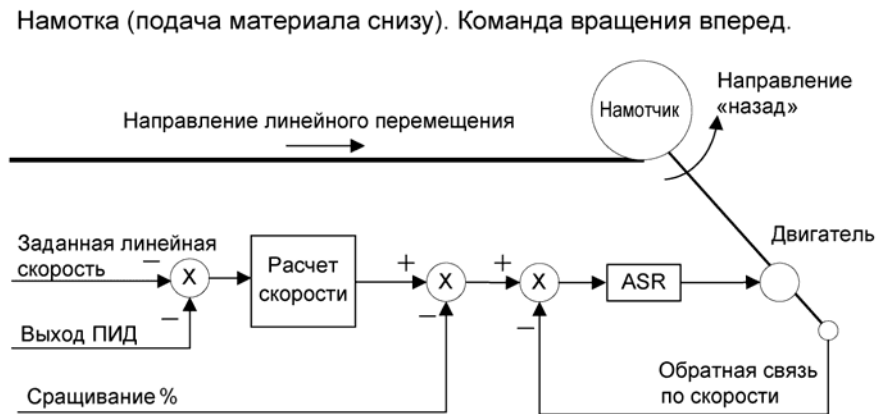 Намотка (подача материала снизу). Команда вращения вперед.
Направление
«назад»
Намотчик
Направление линейного перемещения
Двигатель
Заданная линейная
скорость
−
X
−
Расчет
скорости
+
X
−
+
X
−
ASR
Выход ПИД
Обратная связь
по скорости
Сращивание %